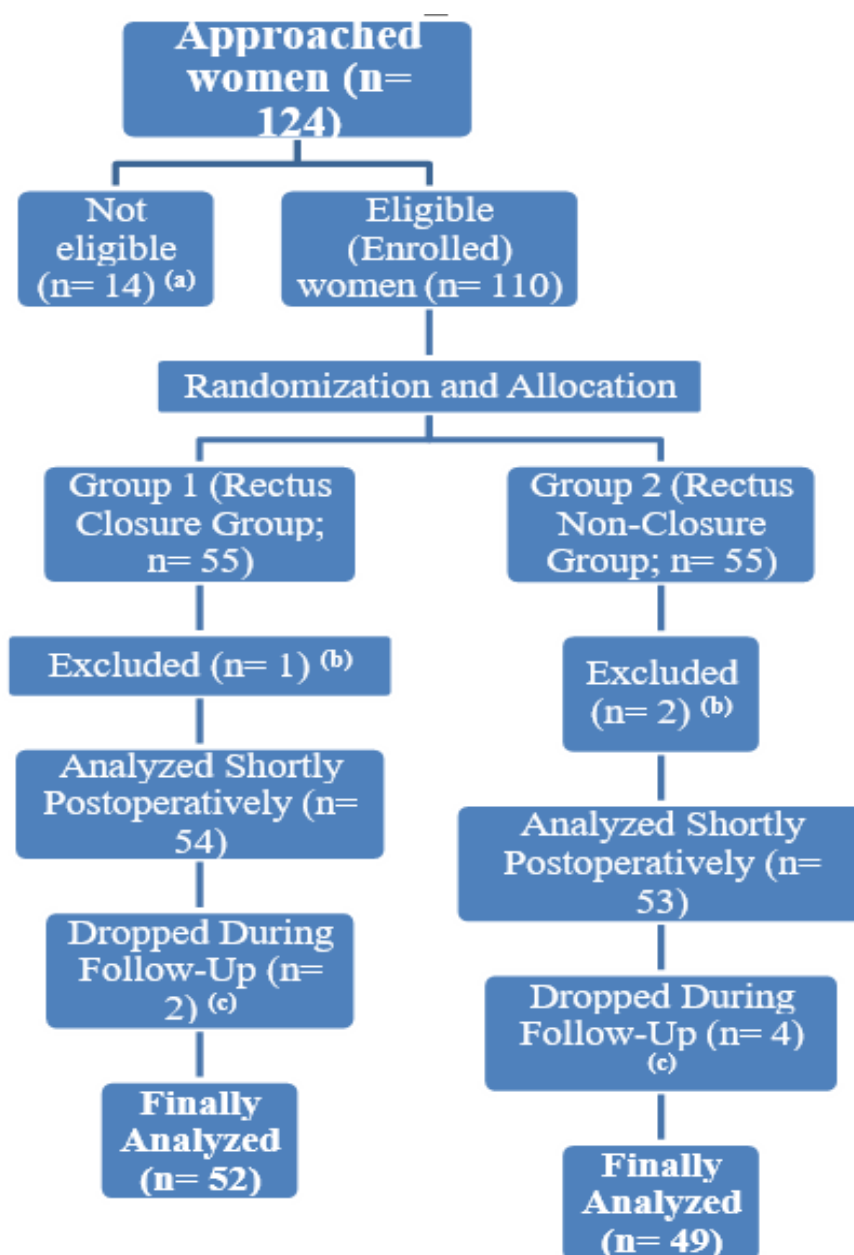 Approached
women (n=
124)
Not
eligible
(n= 14) (a)
Eligible
(Enrolled)
women (n= 110)
Randomization and Allocation
Group 1 (Rectus
Closure Group;
n= 55)
Group 2 (Rectus
Non-Closure
Group; n= 55)
Excluded (n= 1) (b)
Excluded
(n= 2) (b)
Analyzed Shortly
Postoperatively (n=
54)
Analyzed Shortly
Postoperatively (n=
53)
Dropped During
Follow-Up (n=
2) (c)
Dropped During
Follow-Up (n= 4)
(c)
Finally
Analyzed
(n= 52)
Finally
Analyzed
(n= 49)